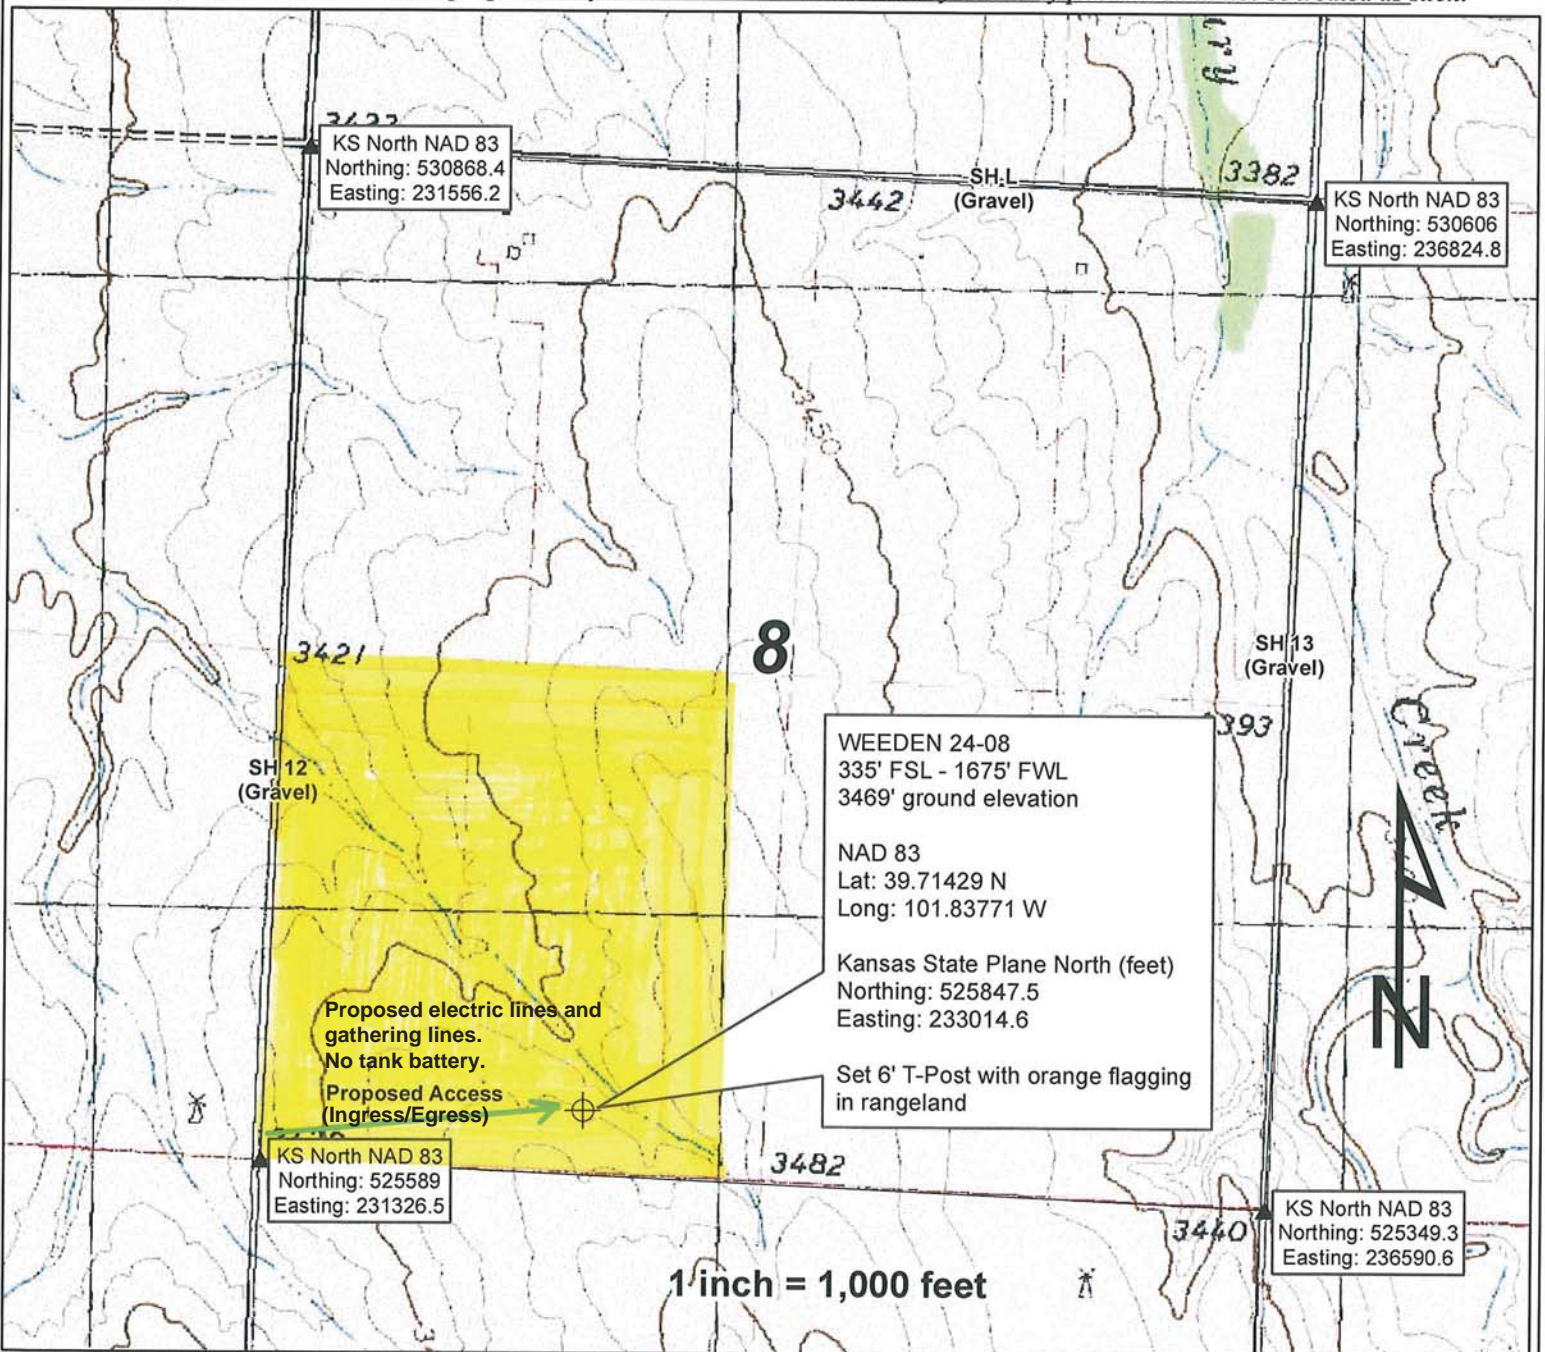 KS North NAD 83
Northing: 530868.4
Easting: 231556.2
SH L
(Gravel)
3442
3382
KS North NAD 83
Northing: 530606
Easting: 236824.8
3450
8
3421
SH 13
(Gravel)
Creek
SH 12
(Gravel)
WEEDEN 24-08
335' FSL - 1675' FWL
3469' ground elevation
NAD 83
Lat: 39.71429 N
Long: 101.83771 W
Kansas State Plane North (feet)
Northing: 525847.5
Easting: 233014.6
Set 6' T-Post with orange flagging
in rangeland
N
Proposed electric lines and
gathering lines.
No tank battery.
Proposed Access
(Ingress/Egress)
KS North NAD 83
Northing: 525589
Easting: 231326.5
3482
3440
KS North NAD 83
Northing: 525349.3
Easting: 236590.6
1 inch = 1,000 feet